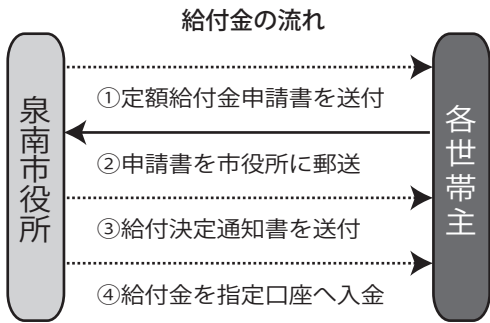 給付金の流れ
泉南市役所
①定額給付金申請書を送付
②申請書を市役所に郵送
③給付決定通知書を送付
④給付金を指定口座へ入金
各世帯主